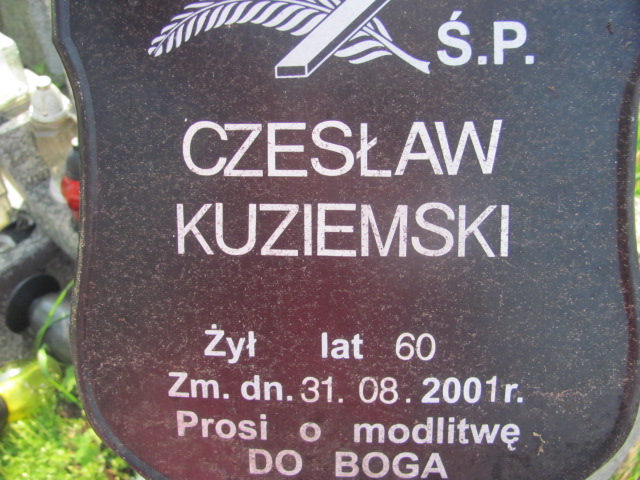 Ś.P.
CZESŁAW
KUZIEMSKI
Żył lat 60
Zm. dn. 31. 08. 2001r.
Prosi o modlitwę
DO BOGA